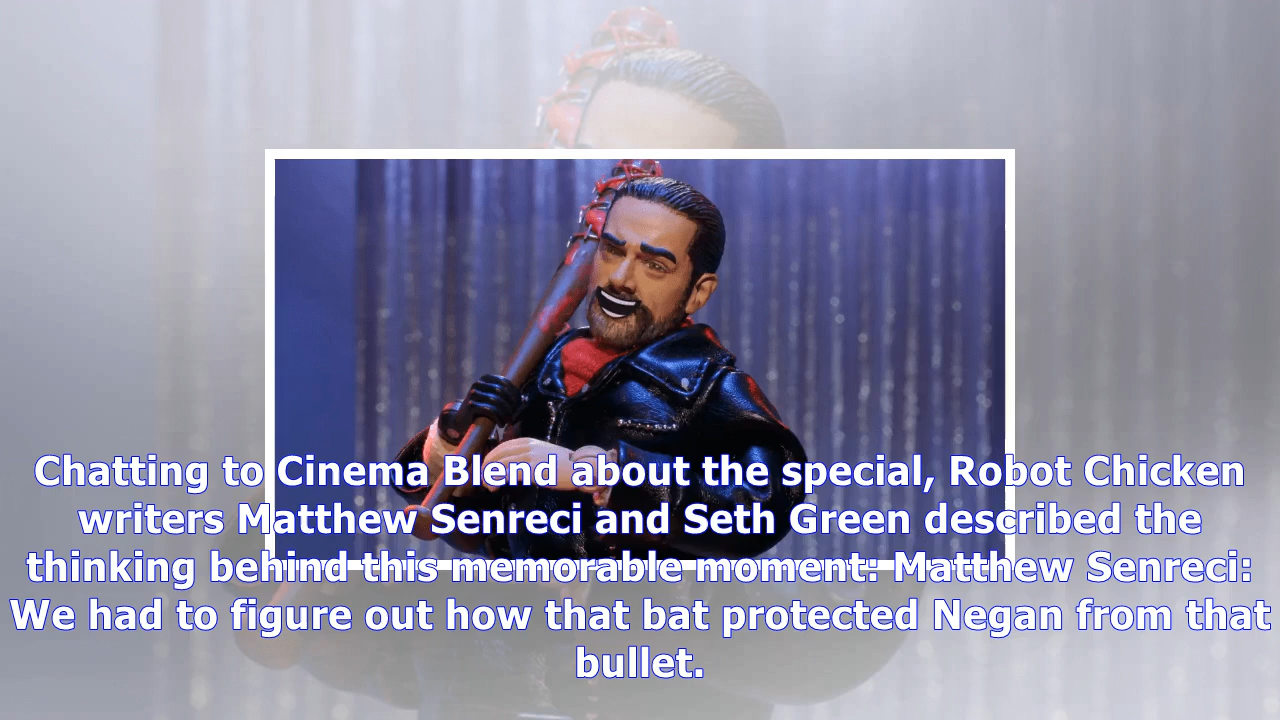 Chatting to Cinema Blend about the special, Robot Chicken
writers Matthew Senreci and Seth Green described the
thinking behind this memorable moment: Matthew Senreci:
We had to figure out how that bat protected Negan from that
bullet.